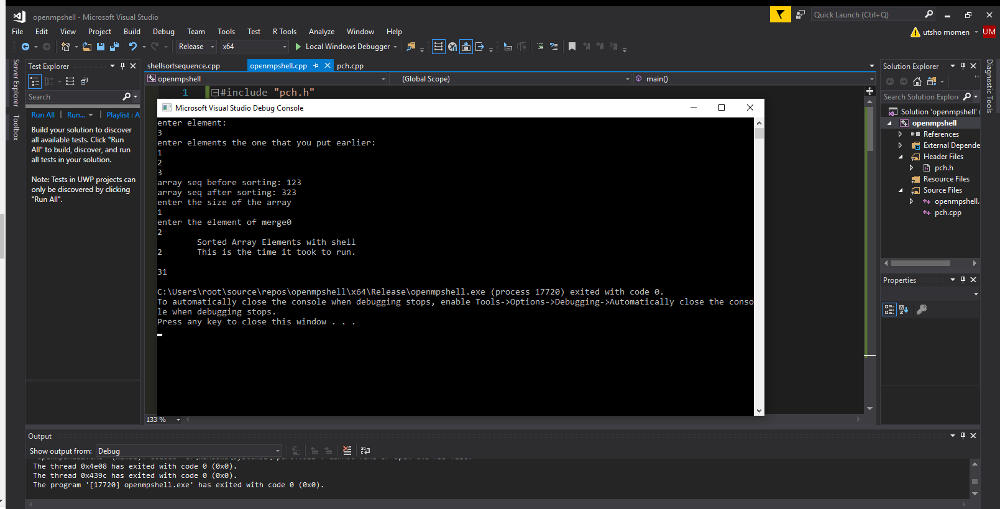 openmpshell - Microsoft Visual Studio
Quick Launch (Ctrl+Q)
File Edit View Project Build Debug Team Tools Test R Tools Analyze Window Help
utsho momen UM
Release x64 Local Windows Debugger
Server Explorer
Toolbox
Test Explorer
Search
Run All | Run... | Playlist : A
Build your solution to discover
all available tests. Click "Run
All" to build, discover, and run
all tests in your solution.
Note: Tests in UWP projects can
only be discovered by clicking
"Run All".
shellsortsequence.cpp openmpshell.cpp pch.cpp
openmpshell (Global Scope) main()
1 #include "pch.h"
Microsoft Visual Studio Debug Console
enter element:
3
enter elements the one that you put earlier:
1
2
3
array seq before sorting: 123
array seq after sorting: 323
enter the size of the array
1
enter the element of merge0
2
Sorted Array Elements with shell
2 This is the time it took to run.
31
C:\Users\root\source\repos\openmpshell\x64\Release\openmpshell.exe (process 17720) exited with code 0.
To automatically close the console when debugging stops, enable Tools->Options->Debugging->Automatically close the conso
le when debugging stops.
Press any key to close this window . . .
133 %
Solution Explorer
Search Solution Explore
Solution 'openmpshell' (
openmpshell
References
External Depende
Header Files
pch.h
Resource Files
Source Files
openmpshell.
pch.cpp
Properties
Diagnostic Tools
Output
Show output from: Debug
The thread 0x4e08 has exited with code 0 (0x0).
The thread 0x439c has exited with code 0 (0x0).
The program '[17720] openmpshell.exe' has exited with code 0 (0x0).